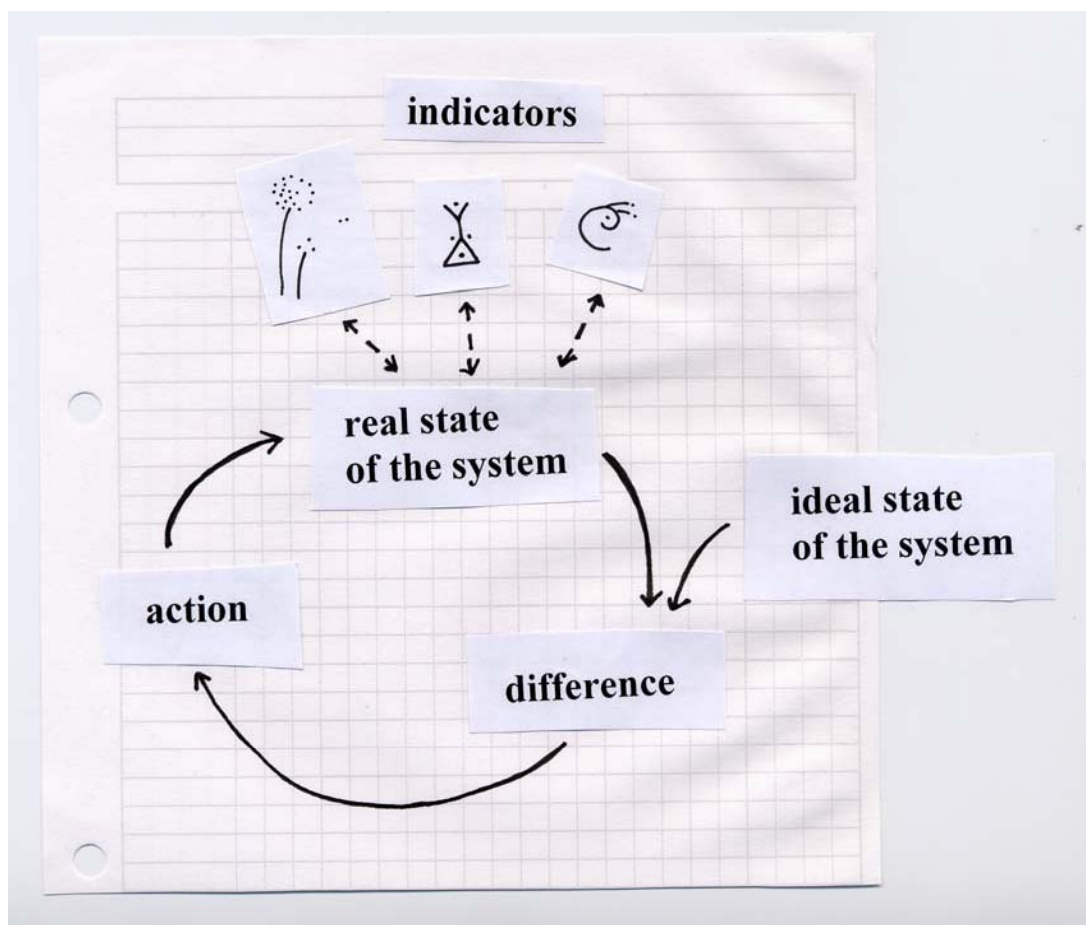 indicators
real state
of the system
ideal state
of the system
action
difference